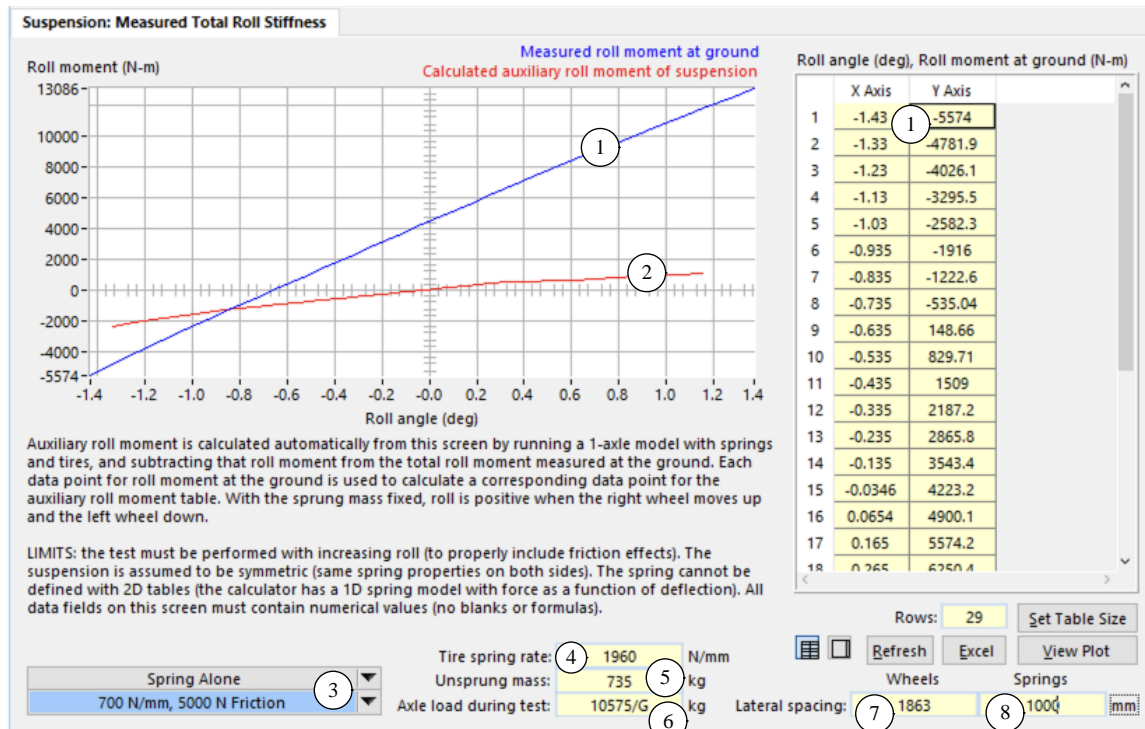 Suspension: Measured Total Roll Stiffness
Measured roll moment at ground
Roll moment (N-m)
Calculated auxiliary roll moment of suspension
13086
10000
8000
6000
4000
2000
0
-2000
-4000
-5574
-1.4 -1.2 -1.0 -0.8 -0.6 -0.4 -0.2 -0.0 0.2 0.4 0.6 0.8 1.0 1.2 1.4
Roll angle (deg)
1
2
Roll angle (deg), Roll moment at ground (N-m)
X Axis Y Axis
1 -1.43 1 -5574
2 -1.33 -4781.9
3 -1.23 -4026.1
4 -1.13 -3295.5
5 -1.03 -2582.3
6 -0.935 -1916
7 -0.835 -1222.6
8 -0.735 -535.04
9 -0.635 148.66
10 -0.535 829.71
11 -0.435 1509
12 -0.335 2187.2
13 -0.235 2865.8
14 -0.135 3543.4
15 -0.0346 4223.2
16 0.0654 4900.1
17 0.165 5574.2
18 0.265 6250.4
Auxiliary roll moment is calculated automatically from this screen by running a 1-axle model with springs
and tires, and subtracting that roll moment from the total roll moment measured at the ground. Each
data point for roll moment at the ground is used to calculate a corresponding data point for the
auxiliary roll moment table. With the sprung mass fixed, roll is positive when the right wheel moves up
and the left wheel down.
LIMITS: the test must be performed with increasing roll (to properly include friction effects). The
suspension is assumed to be symmetric (same spring properties on both sides). The spring cannot be
defined with 2D tables (the calculator has a 1D spring model with force as a function of deflection). All
data fields on this screen must contain numerical values (no blanks or formulas).
Rows: 29 Set Table Size
Refresh Excel View Plot
Spring Alone
700 N/mm, 5000 N Friction
3
Tire spring rate: 4 1960 N/mm
Unsprung mass: 735 5 kg
Axle load during test: 10575/G 6 kg
Wheels Springs
Lateral spacing: 7 1863 8 1000 mm